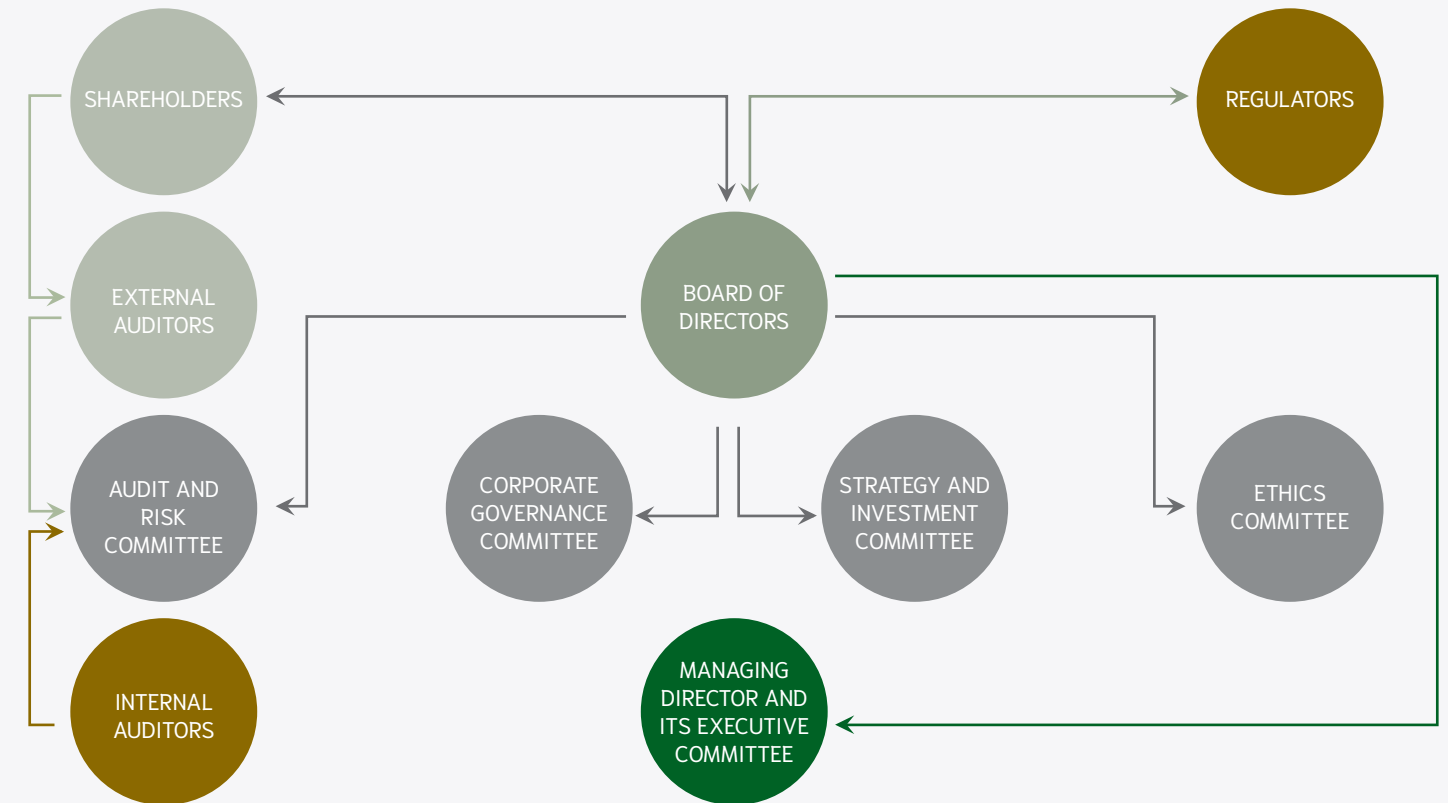 SHAREHOLDERS
REGULATORS
EXTERNAL
AUDITORS
BOARD OF
DIRECTORS
AUDIT AND
RISK
COMMITTEE
CORPORATE
GOVERNANCE
COMMITTEE
STRATEGY AND
INVESTMENT
COMMITTEE
ETHICS
COMMITTEE
INTERNAL
AUDITORS
MANAGING
DIRECTOR AND
ITS EXECUTIVE
COMMITTEE